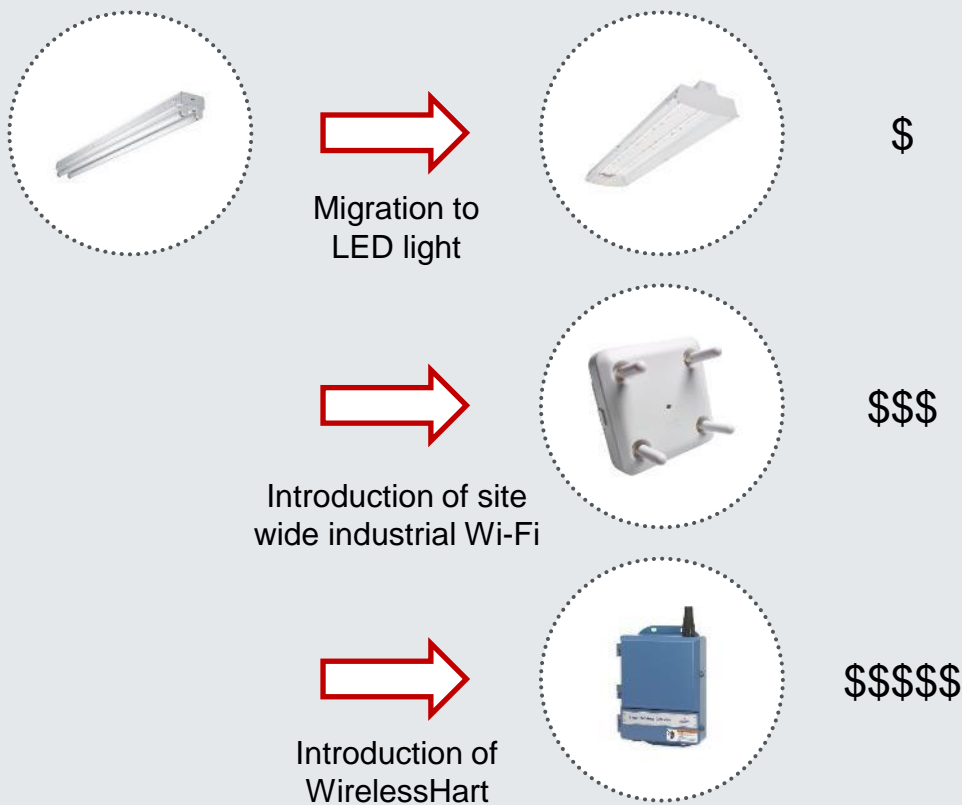 $
Migration to
LED light
$$$
Introduction of site
wide industrial Wi-Fi
$$$$$
Introduction of
WirelessHart